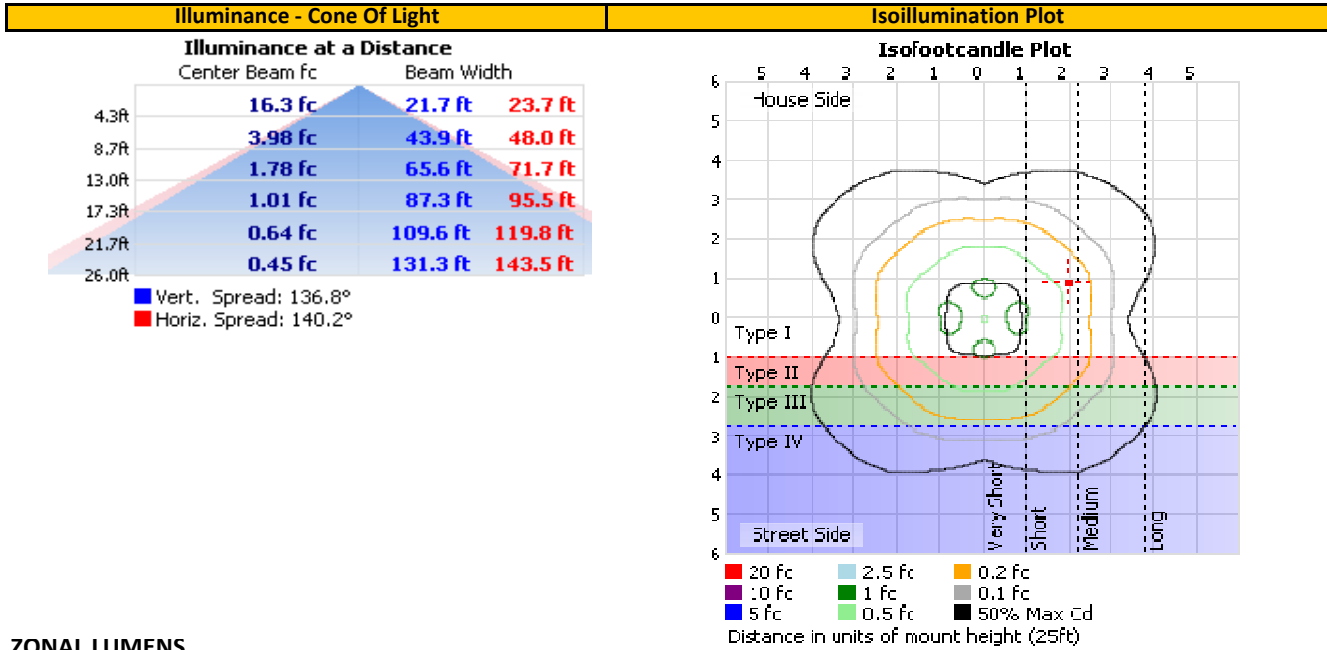 Illuminance - Cone Of Light
Illuminance at a Distance
Center Beam fc Beam Width
4.3ft 16.3 fc 21.7 ft 23.7 ft
8.7ft 3.98 fc 43.9 ft 48.0 ft
13.0ft 1.78 fc 65.6 ft 71.7 ft
17.3ft 1.01 fc 87.3 ft 95.5 ft
21.7ft 0.64 fc 109.6 ft 119.8 ft
26.0ft 0.45 fc 131.3 ft 143.5 ft
Vert. Spread: 136.8°
Horiz. Spread: 140.2°
Isoillumination Plot
Isofootcandle Plot
5 4 3 2 1 0 1 2 3 4 5
6
House Side
5
4
3
2
1
0
Type I
1
Type II
2
Type III
3
Type IV
4
5
Street Side
6
Very Short
Short
Medium
Long
20 fc 2.5 fc 0.2 fc
10 fc 1 fc 0.1 fc
5 fc 0.5 fc 50% Max Cd
Distance in units of mount height (25ft)
ZONAL LUMENS